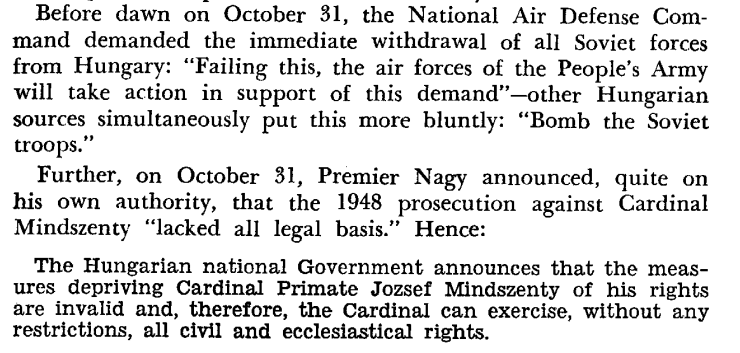 Before dawn on October 31, the National Air Defense Com-
mand demanded the immediate withdrawal of all Soviet forces
from Hungary: “Failing this, the air forces of the People’s Army
will take action in support of this demand”—other Hungarian
sources simultaneously put this more bluntly: “Bomb the Soviet
troops.”
Further, on October 31, Premier Nagy announced, quite on
his own authority, that the 1948 prosecution against Cardinal
Mindszenty “lacked all legal basis.” Hence:
The Hungarian national Government announces that the meas-
ures depriving Cardinal Primate Jozsef Mindszenty of his rights
are invalid and, therefore, the Cardinal can exercise, without any
restrictions, all civil and ecclesiastical rights.